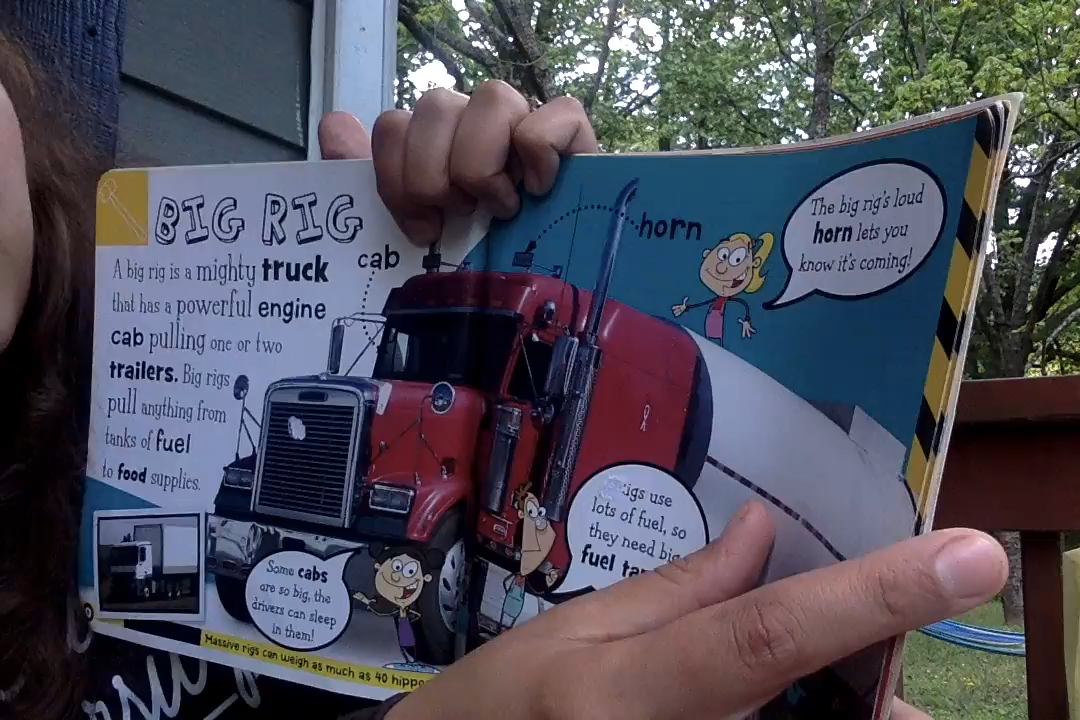 BIG RIG
A big rig is a mighty truck
that has a powerful engine
cab pulling one or two
trailers. Big rigs
pull anything from
tanks of fuel
to food supplies.
cab
horn
The big rig's loud
horn lets you
know it's coming!
igs use
lots of fuel, so
they need big
fuel
Some cabs
are so big, the
drivers can sleep
in them!
Massive rigs can weigh as much as 40